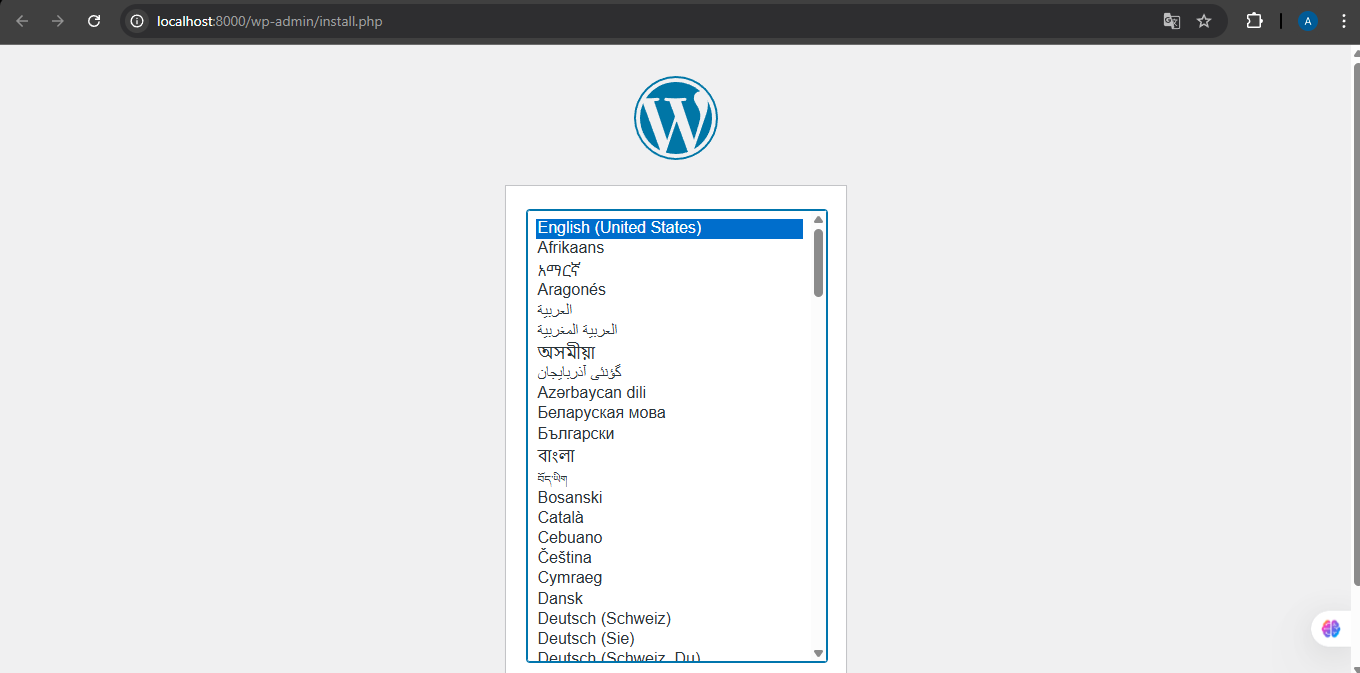 localhost:8000/wp-admin/install.php
A
English (United States)
Afrikaans
አማርኛ
Aragonés
العربية
العربية المغربية
অসমীয়া
گؤنئی آذربایجان
Azərbaycan dili
Беларуская мова
Български
বাংলা
བོད་ཡིག
Bosanski
Català
Cebuano
Čeština
Cymraeg
Dansk
Deutsch (Schweiz)
Deutsch (Sie)
Deutsch (Schweiz, Du)